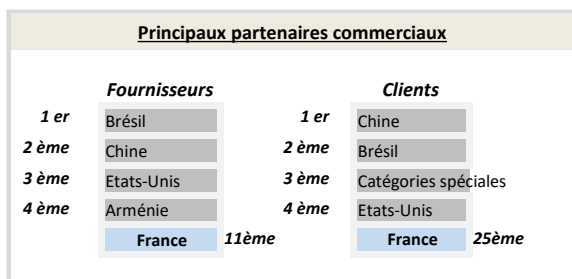 Principaux partenaires commerciaux
Fournisseurs Clients
1 er Brésil 1 er Chine
2 ème Chine 2 ème Brésil
3 ème Etats-Unis 3 ème Catégories spéciales
4 ème Arménie 4 ème Etats-Unis
France 11ème France 25ème